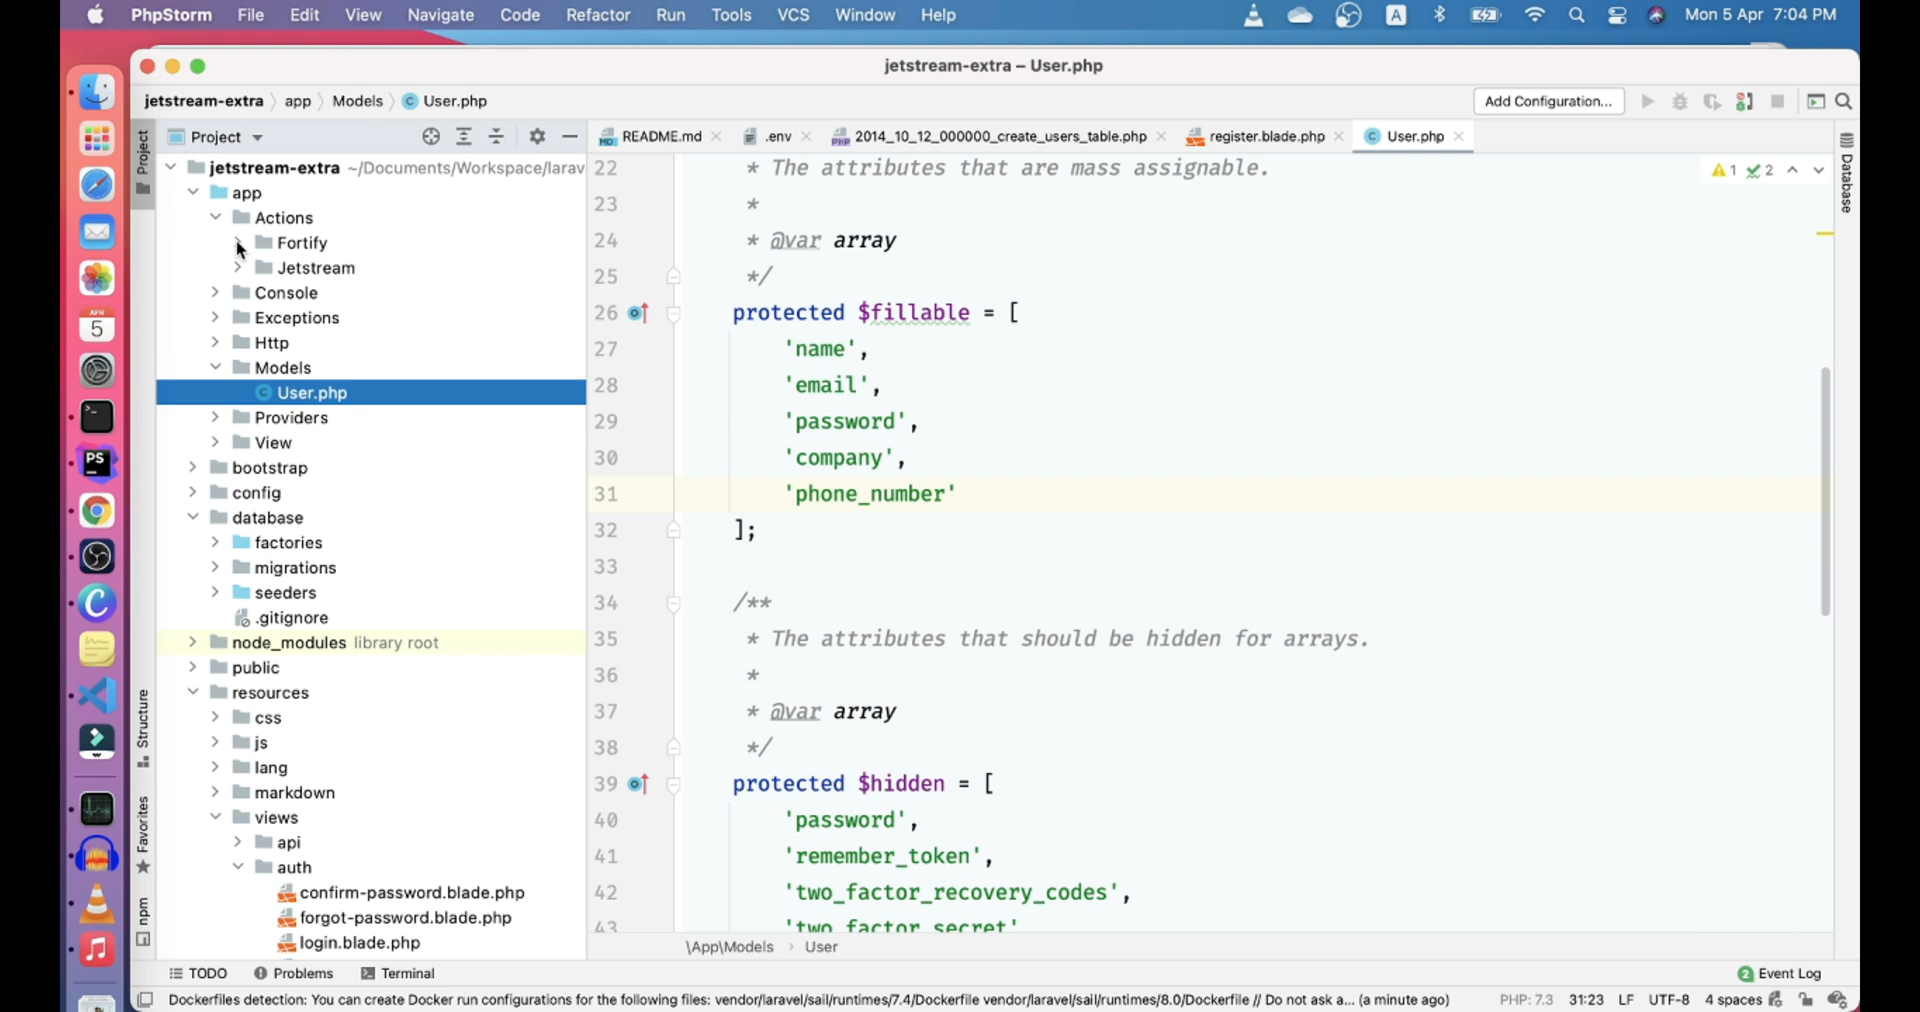 PhpStorm File Edit View Navigate Code Refactor Run Tools VCS Window Help A Mon 5 Apr 7:04 PM
jetstream-extra – User.php
jetstream-extra app Models User.php Add Configuration...
Project
Project
README.md
.env
2014_10_12_000000_create_users_table.php
register.blade.php
User.php
Database
jetstream-extra ~/Documents/Workspace/larav
app
Actions
Fortify
Jetstream
Console
Exceptions
Http
Models
User.php
Providers
View
bootstrap
config
database
factories
migrations
seeders
.gitignore
node_modules library root
public
resources
css
js
lang
markdown
views
api
auth
confirm-password.blade.php
forgot-password.blade.php
login.blade.php
APR
5
PS
Structure
Favorites
npm
1 2
22 * The attributes that are mass assignable.
23 *
24 * @var array
25 */
26 protected $fillable = [
27 'name',
28 'email',
29 'password',
30 'company',
31 'phone_number'
32 ];
33
34 /**
35 * The attributes that should be hidden for arrays.
36 *
37 * @var array
38 */
39 protected $hidden = [
40 'password',
41 'remember_token',
42 'two_factor_recovery_codes',
43 'two_factor_secret',
\App\Models › User
TODO Problems Terminal 2 Event Log
Dockerfiles detection: You can create Docker run configurations for the following files: vendor/laravel/sail/runtimes/7.4/Dockerfile vendor/laravel/sail/runtimes/8.0/Dockerfile // Do not ask a... (a minute ago) PHP: 7.3 31:23 LF UTF-8 4 spaces